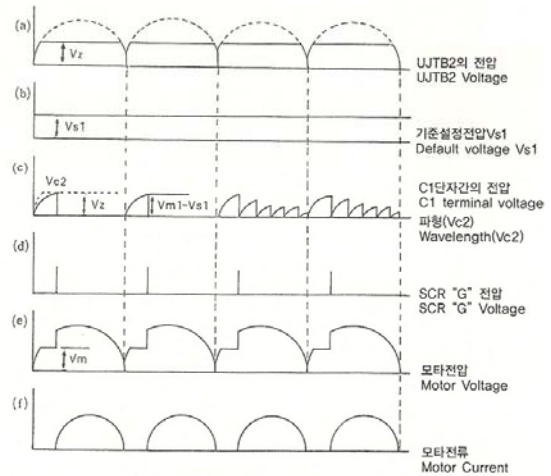 (a)
Vz
UJTB2의 전압
UJTB2 Voltage
(b)
Vs1
기준설정전압Vs1
Default voltage Vs1
(c)
Vc2
Vz
Vm1-Vs1
C1단자간의 전압
C1 terminal voltage
파형(Vc2)
Wavelength(Vc2)
(d)
SCR "G" 전압
SCR "G" Voltage
(e)
Vm
모타전압
Motor Voltage
(f)
모타전류
Motor Current